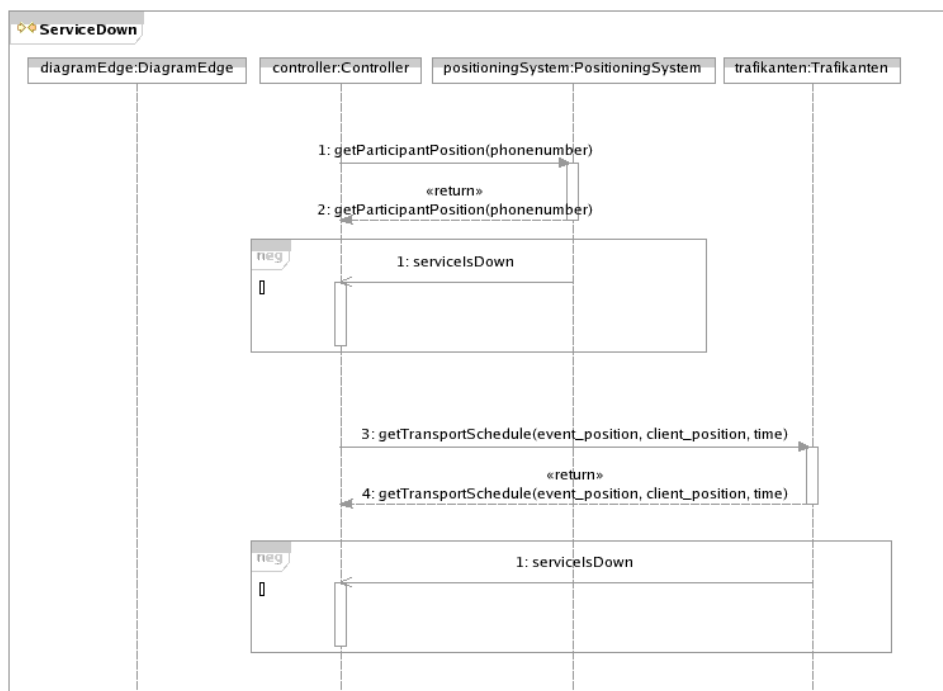 ServiceDown
diagramEdge:DiagramEdge
controller:Controller
positioningSystem:PositioningSystem
trafikanten:Trafikanten
1: getParticipantPosition(phonenumber)
«return»
2: getParticipantPosition(phonenumber)
neg
1: serviceIsDown
[]
3: getTransportSchedule(event_position, client_position, time)
«return»
4: getTransportSchedule(event_position, client_position, time)
neg
1: serviceIsDown
[]